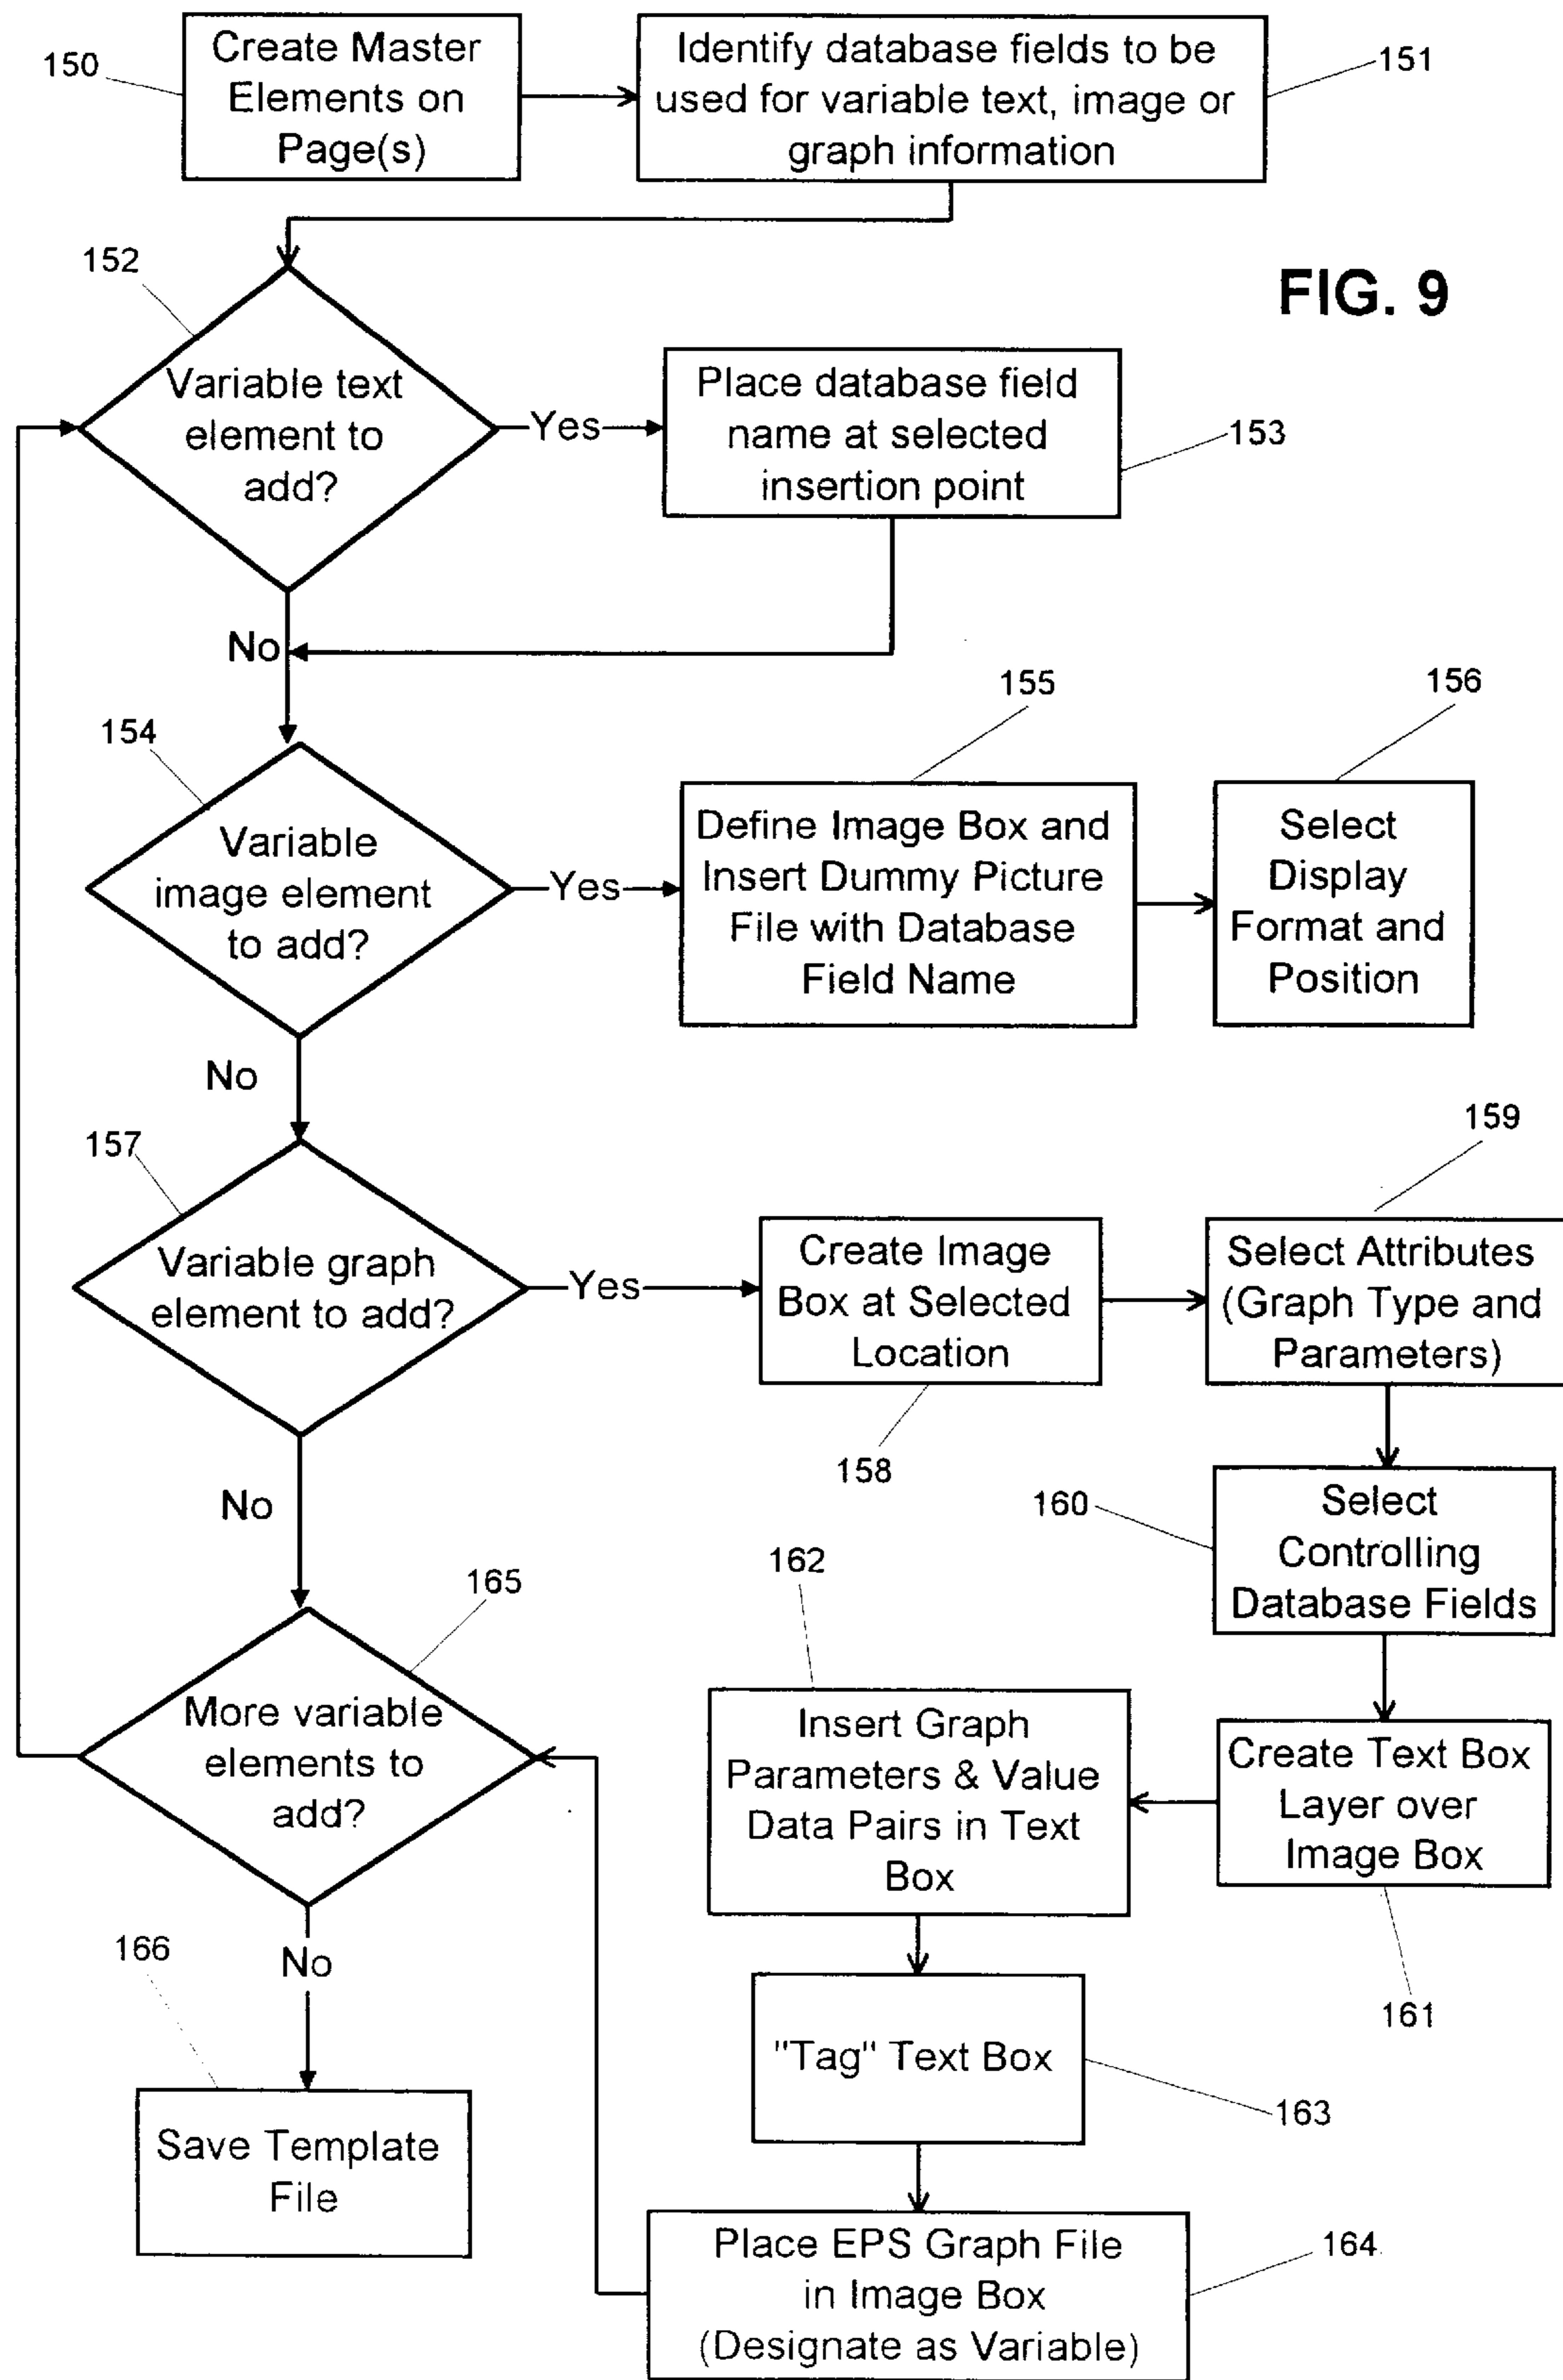 150
Create Master
Elements on
Page(s)
Identify database fields to be
used for variable text, image or
graph information
151
FIG. 9
152
Variable text
element to
add?
Yes
Place database field
name at selected
insertion point
153
No
154
Variable
image element
to add?
Yes
155
Define Image Box and
Insert Dummy Picture
File with Database
Field Name
156
Select
Display
Format and
Position
No
157
Variable graph
element to add?
Yes
Create Image
Box at Selected
Location
158
159
Select Attributes
(Graph Type and
Parameters)
160
Select
Controlling
Database Fields
No
165
More variable
elements to
add?
162
Insert Graph
Parameters & Value
Data Pairs in Text
Box
Create Text Box
Layer over
Image Box
161
No
166
Save Template
File
"Tag" Text Box
163
Place EPS Graph File
in Image Box
(Designate as Variable)
164